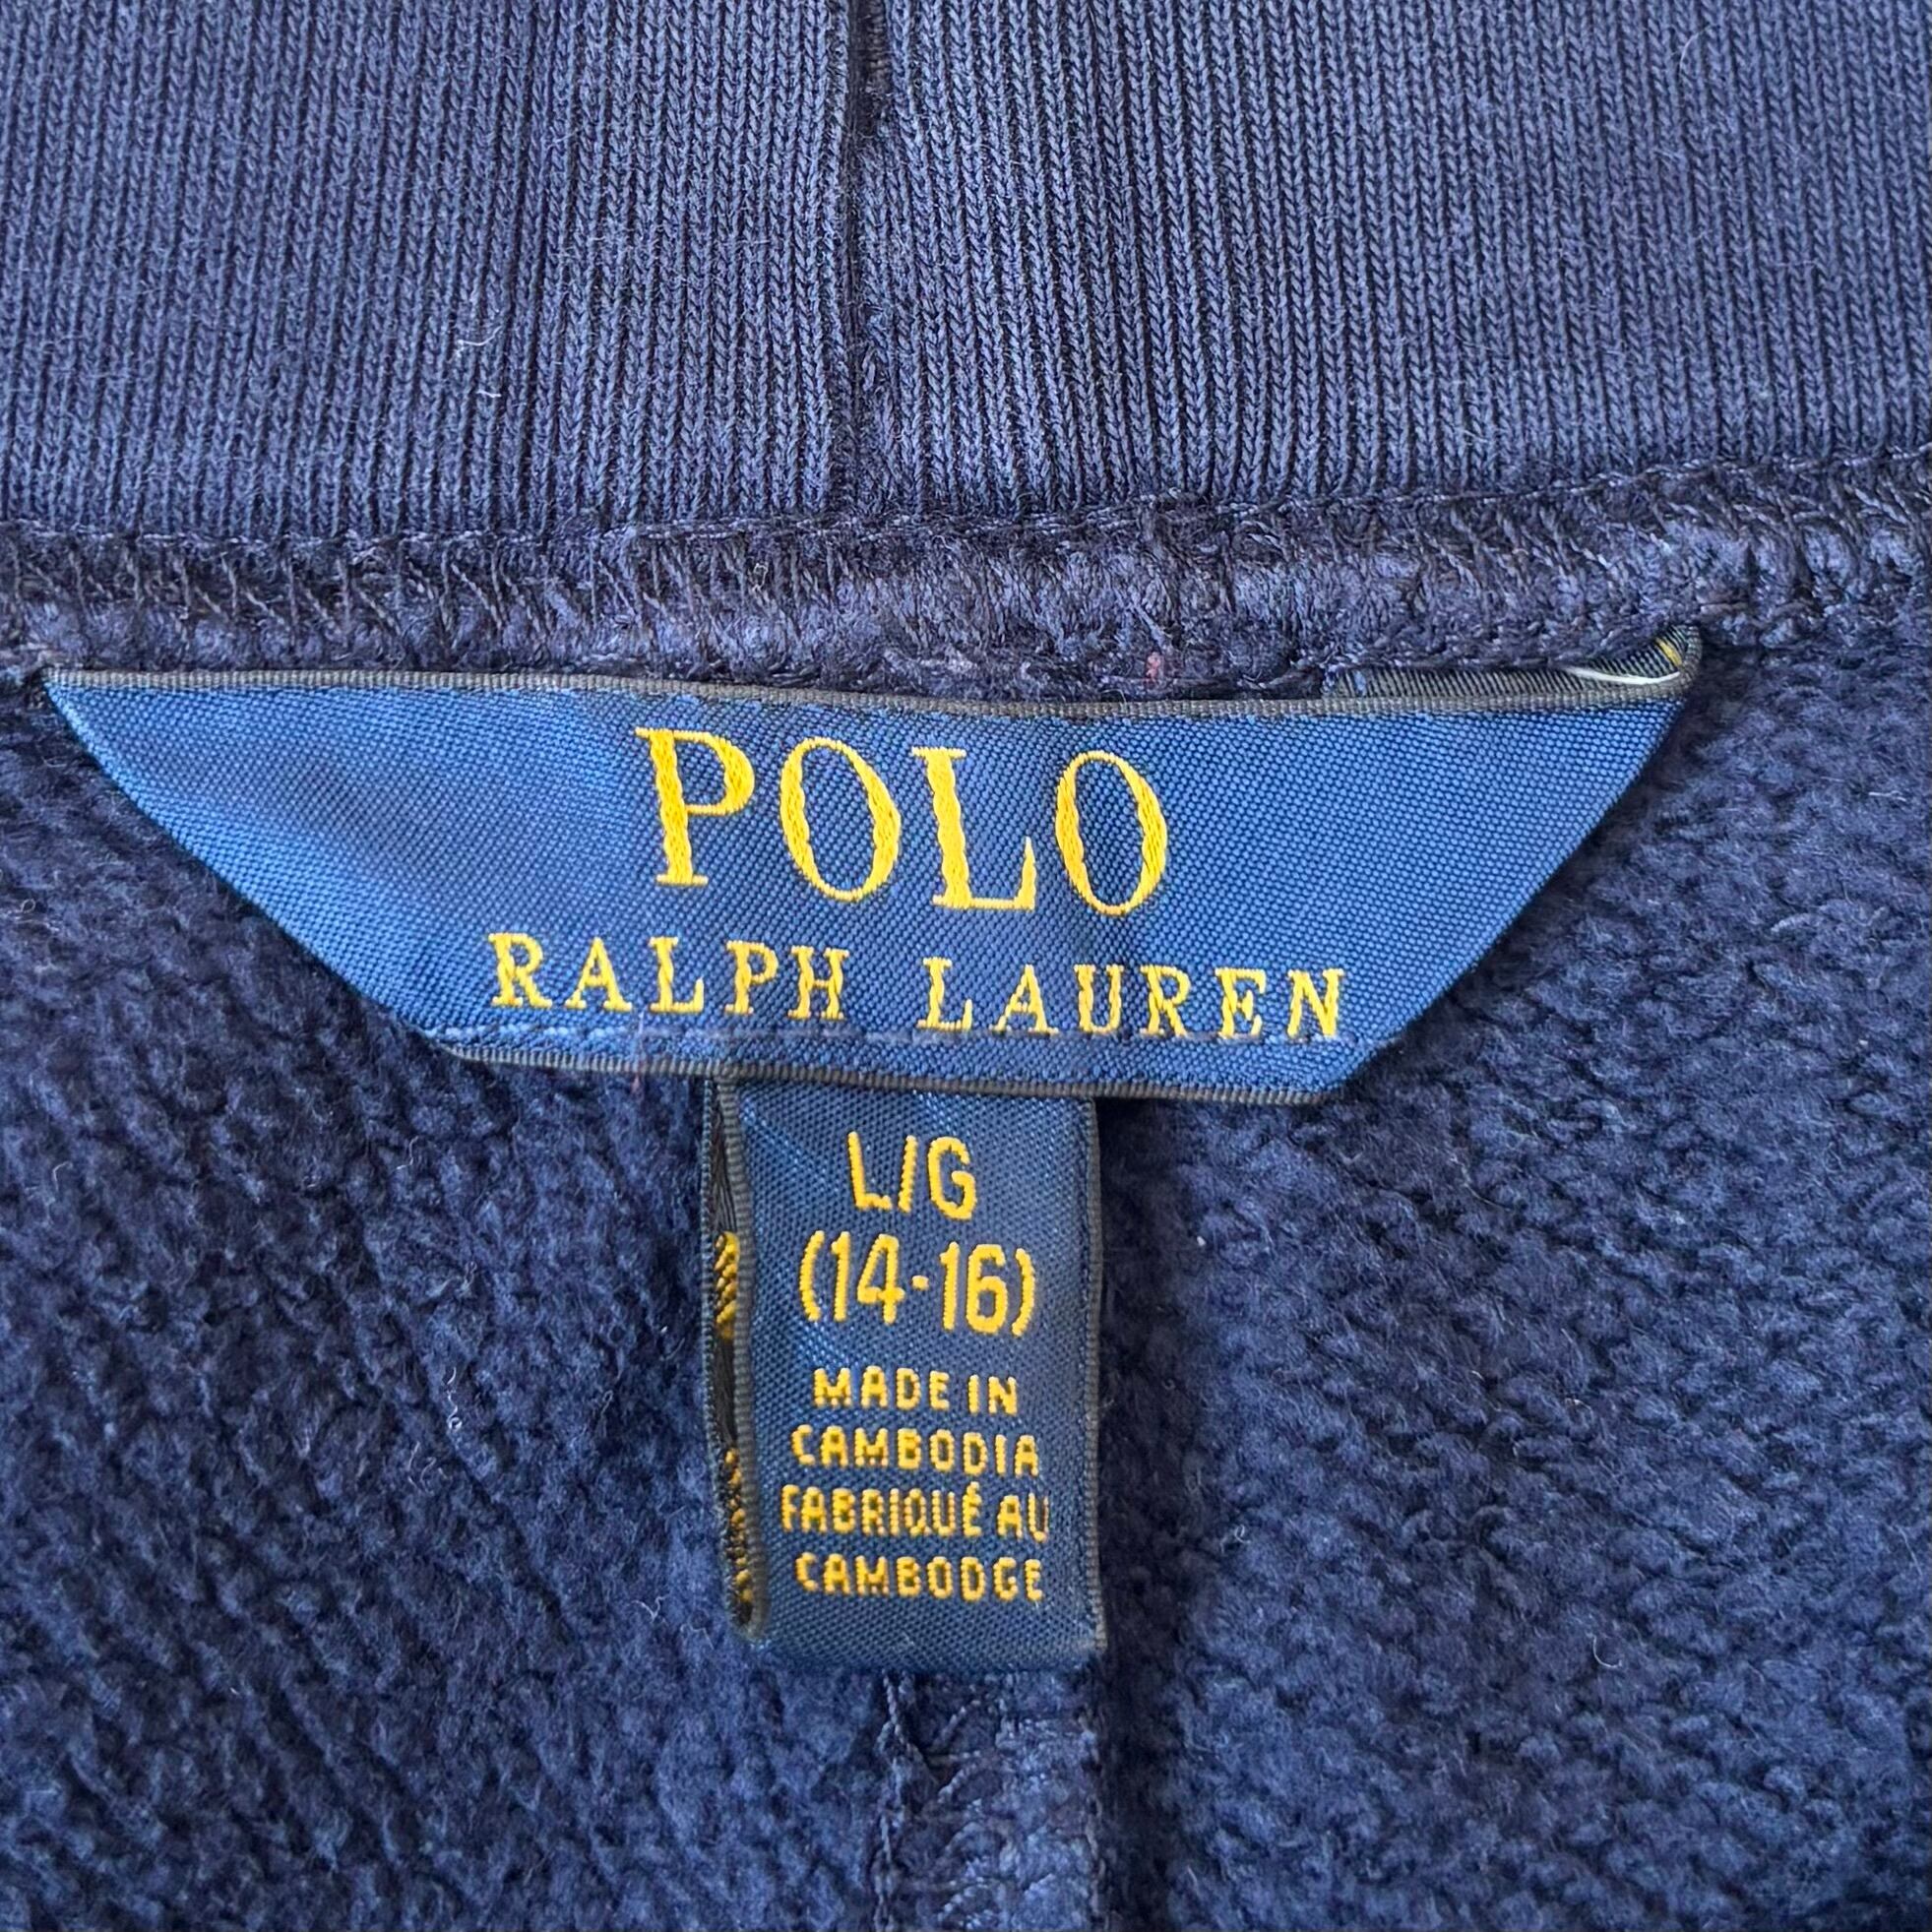 POLO
RALPH LAUREN
L/G
(14-16)
MADE IN
CAMBODIA
FABRIQUÉ AU
CAMBODGE